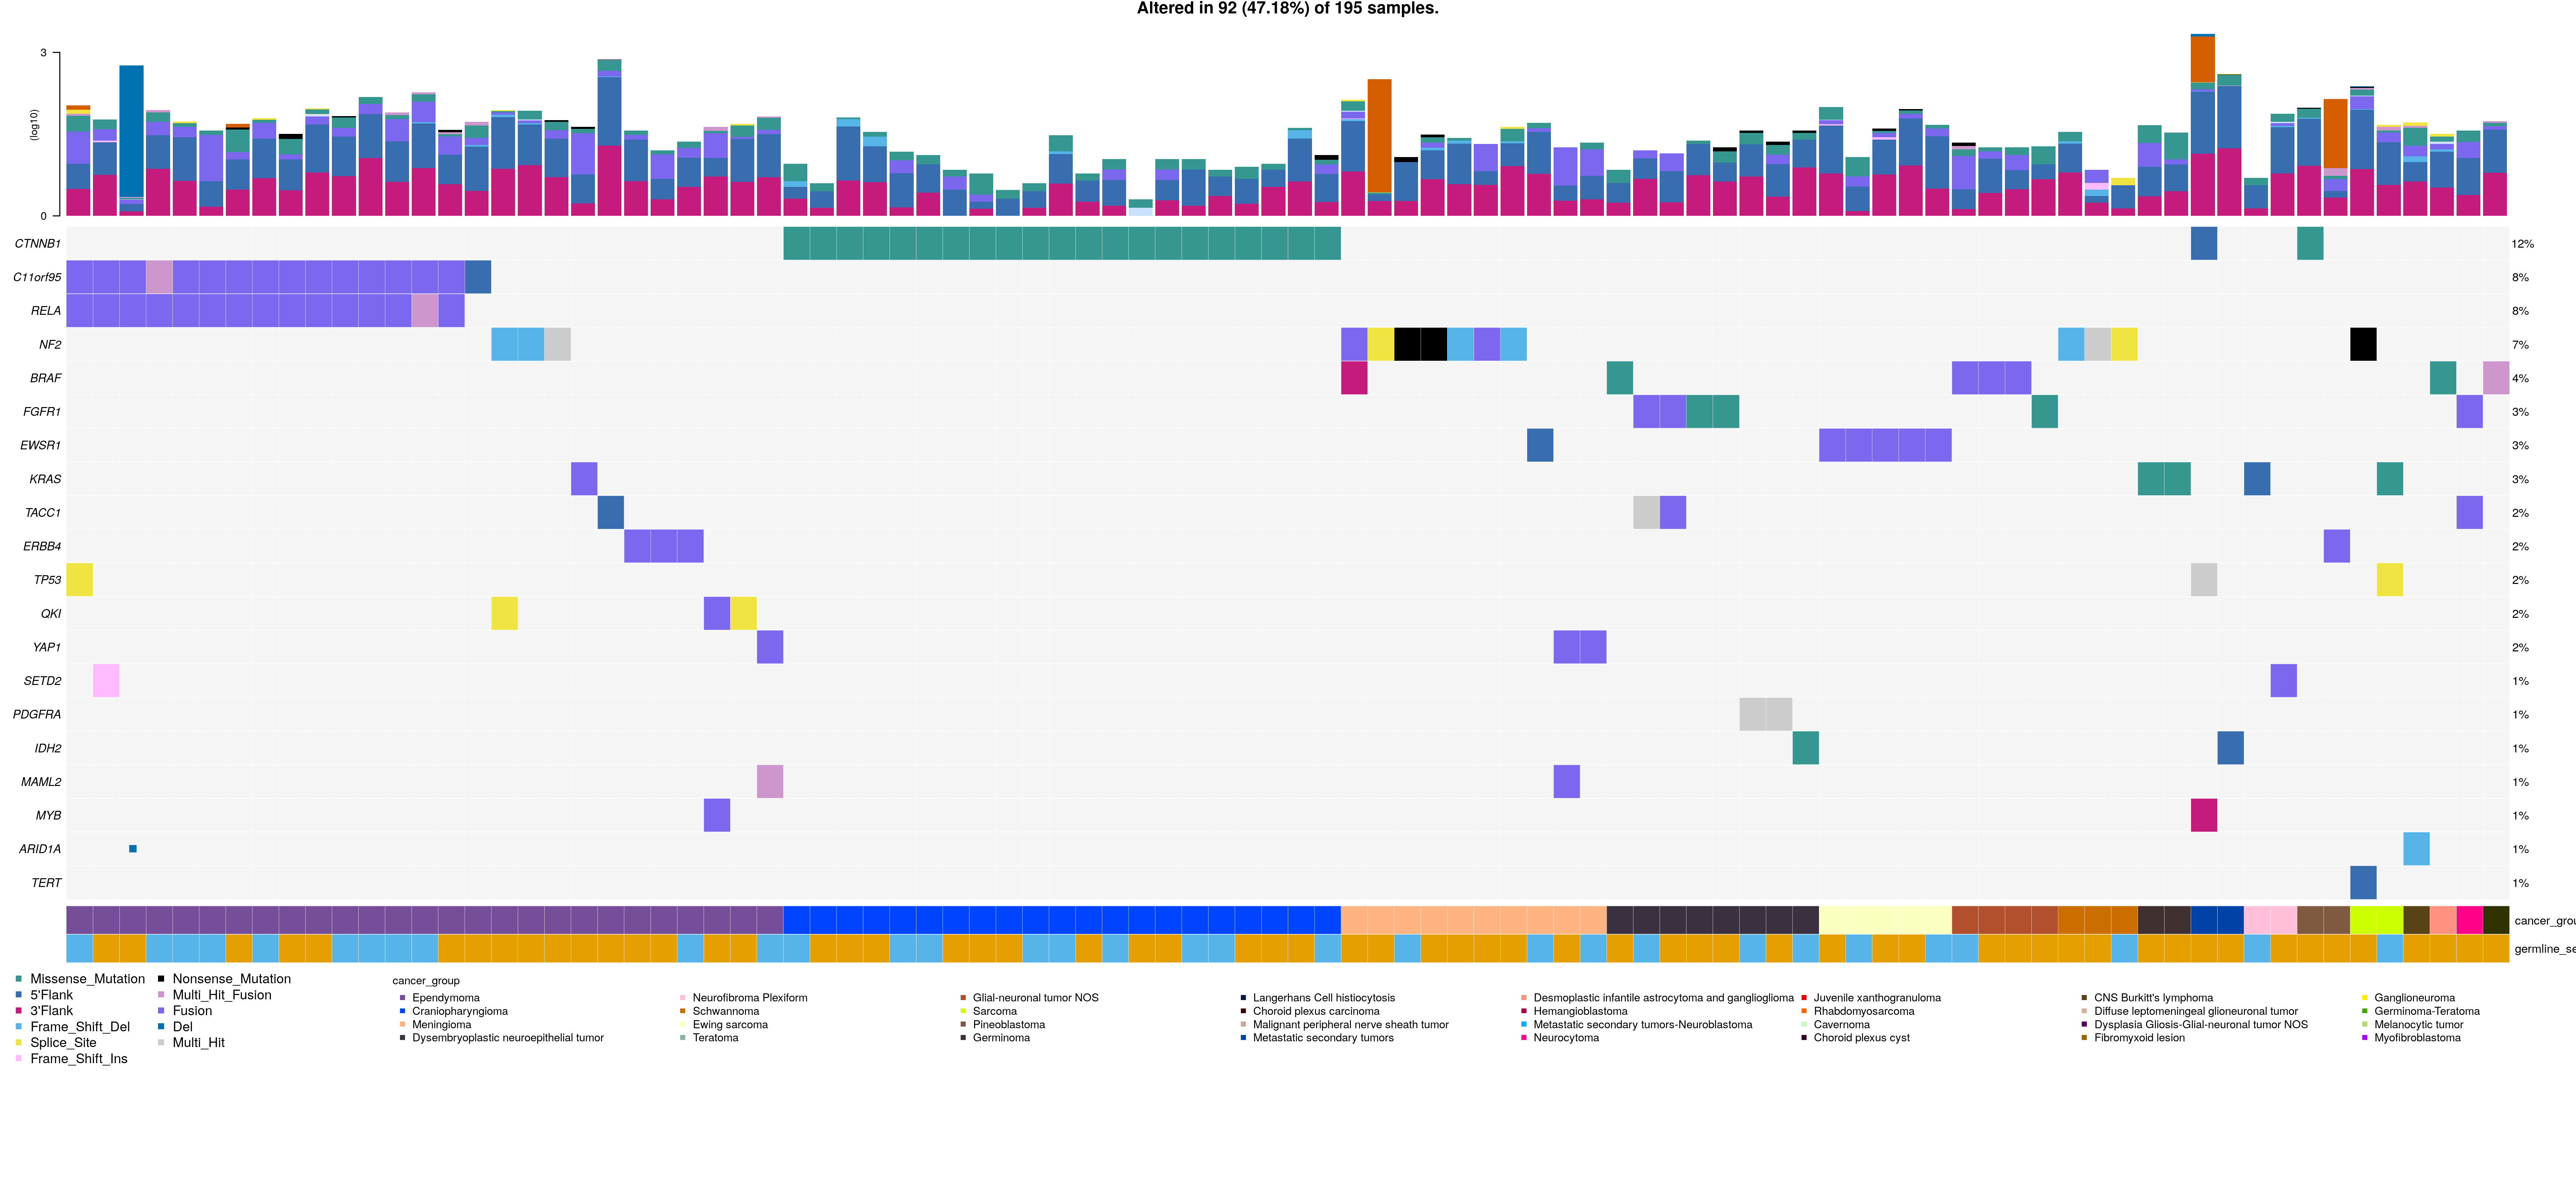 Altered in 92 (47.18%) of 195 samples.
3
(log10)
0
CTNNB1 12%
C11orf95 8%
RELA 8%
NF2 7%
BRAF 4%
FGFR1 3%
EWSR1 3%
KRAS 3%
TACC1 2%
ERBB4 2%
TP53 2%
QKI 2%
YAP1 2%
SETD2 1%
PDGFRA 1%
IDH2 1%
MAML2 1%
MYB 1%
ARID1A 1%
TERT 1%
cancer_grou
germline_se
Missense_Mutation
5'Flank
3'Flank
Frame_Shift_Del
Splice_Site
Frame_Shift_Ins
Nonsense_Mutation
Multi_Hit_Fusion
Fusion
Del
Multi_Hit
cancer_group
Ependymoma
Craniopharyngioma
Meningioma
Dysembryoplastic neuroepithelial tumor
Neurofibroma Plexiform
Schwannoma
Ewing sarcoma
Teratoma
Glial-neuronal tumor NOS
Sarcoma
Pineoblastoma
Germinoma
Langerhans Cell histiocytosis
Choroid plexus carcinoma
Malignant peripheral nerve sheath tumor
Metastatic secondary tumors
Desmoplastic infantile astrocytoma and ganglioglioma
Hemangioblastoma
Metastatic secondary tumors-Neuroblastoma
Neurocytoma
Juvenile xanthogranuloma
Rhabdomyosarcoma
Cavernoma
Choroid plexus cyst
CNS Burkitt's lymphoma
Diffuse leptomeningeal glioneuronal tumor
Dysplasia Gliosis-Glial-neuronal tumor NOS
Fibromyxoid lesion
Ganglioneuroma
Germinoma-Teratoma
Melanocytic tumor
Myofibroblastoma